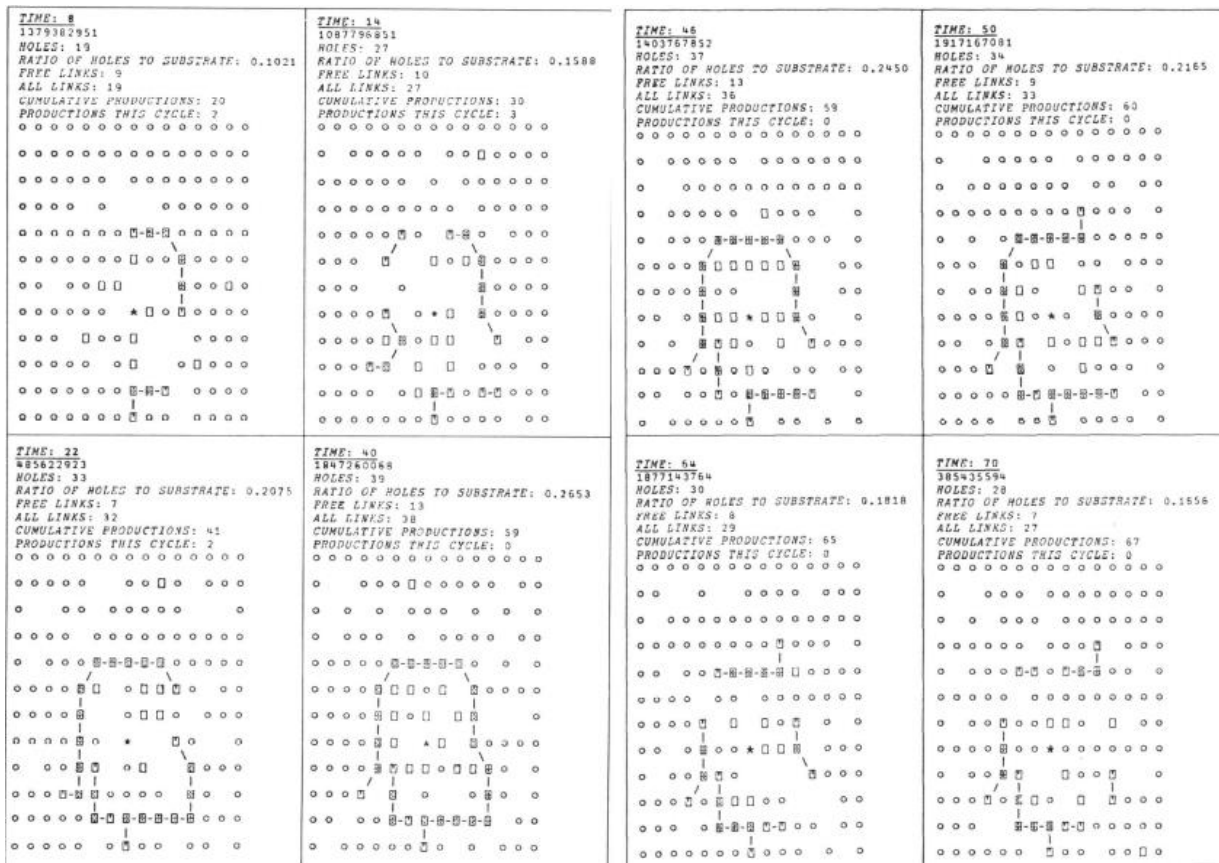 TIME: 8
1379382951
HOLES: 19
RATIO OF HOLES TO SUBSTRATE: 0.1021
FREE LINKS: 9
ALL LINKS: 19
CUMULATIVE PRODUCTIONS: 20
PRODUCTIONS THIS CYCLE: 2
TIME: 14
1087796851
HOLES: 27
RATIO OF HOLES TO SUBSTRATE: 0.1588
FREE LINKS: 10
ALL LINKS: 27
CUMULATIVE PRODUCTIONS: 30
PRODUCTIONS THIS CYCLE: 3
TIME: 46
1403767852
HOLES: 37
RATIO OF HOLES TO SUBSTRATE: 0.2450
FREE LINKS: 13
ALL LINKS: 36
CUMULATIVE PRODUCTIONS: 59
PRODUCTIONS THIS CYCLE: 0
TIME: 50
1917167081
HOLES: 34
RATIO OF HOLES TO SUBSTRATE: 0.2165
FREE LINKS: 9
ALL LINKS: 33
CUMULATIVE PRODUCTIONS: 60
PRODUCTIONS THIS CYCLE: 0
TIME: 22
485622923
HOLES: 33
RATIO OF HOLES TO SUBSTRATE: 0.2075
FREE LINKS: 7
ALL LINKS: 32
CUMULATIVE PRODUCTIONS: 41
PRODUCTIONS THIS CYCLE: 2
TIME: 40
1847260068
HOLES: 39
RATIO OF HOLES TO SUBSTRATE: 0.2653
FREE LINKS: 13
ALL LINKS: 38
CUMULATIVE PRODUCTIONS: 59
PRODUCTIONS THIS CYCLE: 0
TIME: 64
1877143764
HOLES: 30
RATIO OF HOLES TO SUBSTRATE: 0.1818
FREE LINKS: 8
ALL LINKS: 29
CUMULATIVE PRODUCTIONS: 65
PRODUCTIONS THIS CYCLE: 0
TIME: 70
385435594
HOLES: 28
RATIO OF HOLES TO SUBSTRATE: 0.1656
FREE LINKS: 7
ALL LINKS: 27
CUMULATIVE PRODUCTIONS: 67
PRODUCTIONS THIS CYCLE: 0